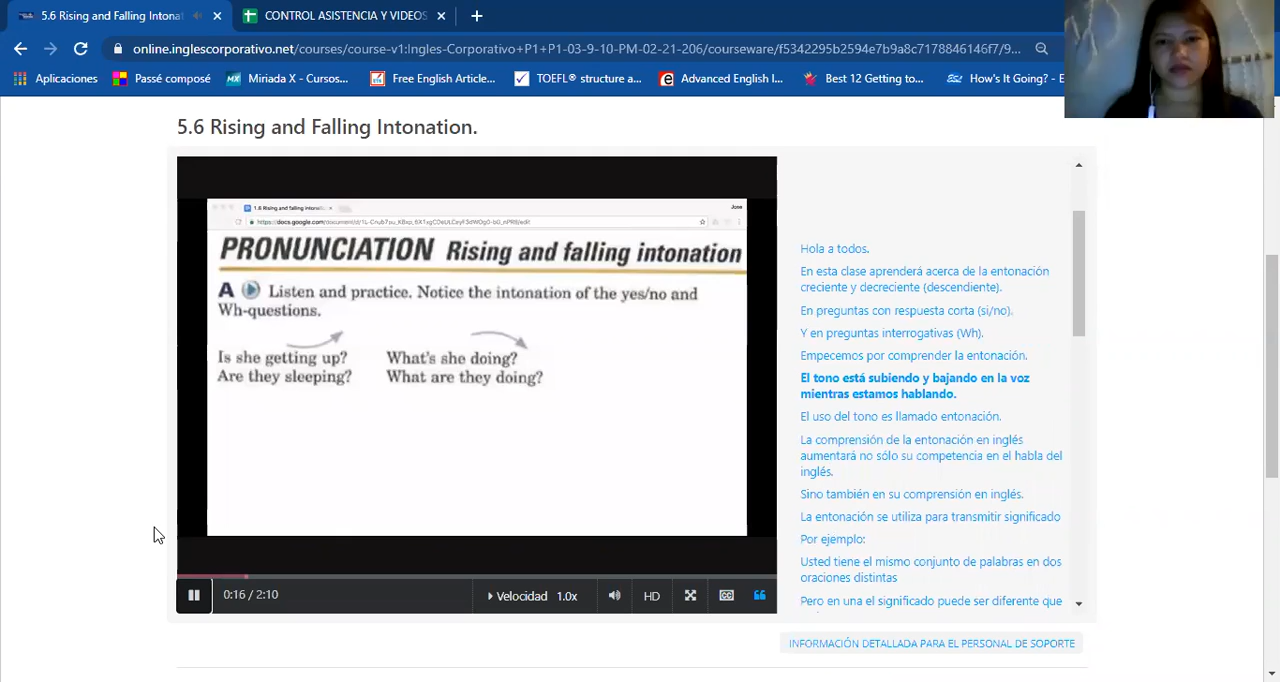 5.6 Rising and Falling Intonat
CONTROL ASISTENCIA Y VIDEOS
online.inglescorporativo.net/courses/course-v1:Ingles-Corporativo+P1+P1-03-9-10-PM-02-21-206/courseware/f5342295b2594e7b9a8c7178846146f7/9...
Aplicaciones Passé composé Miriada X - Cursos... Free English Article... TOEFL® structure a... Advanced English I... Best 12 Getting to... How's It Going? - E
5.6 Rising and Falling Intonation.
PRONUNCIATION Rising and falling intonation
A Listen and practice. Notice the intonation of the yes/no and
Wh-questions.
Is she getting up? What's she doing?
Are they sleeping? What are they doing?
0:16 / 2:10 Velocidad 1.0x HD
Hola a todos.
En esta clase aprenderá acerca de la entonación
creciente y decreciente (descendiente).
En preguntas con respuesta corta (si/no).
Y en preguntas interrogativas (Wh).
Empecemos por comprender la entonación.
El tono está subiendo y bajando en la voz
mientras estamos hablando.
El uso del tono es llamado entonación.
La comprensión de la entonación en inglés
aumentará no sólo su competencia en el habla del
inglés.
Sino también en su comprensión en inglés.
La entonación se utiliza para transmitir significado
Por ejemplo:
Usted tiene el mismo conjunto de palabras en dos
oraciones distintas
Pero en una el significado puede ser diferente que
INFORMACIÓN DETALLADA PARA EL PERSONAL DE SOPORTE